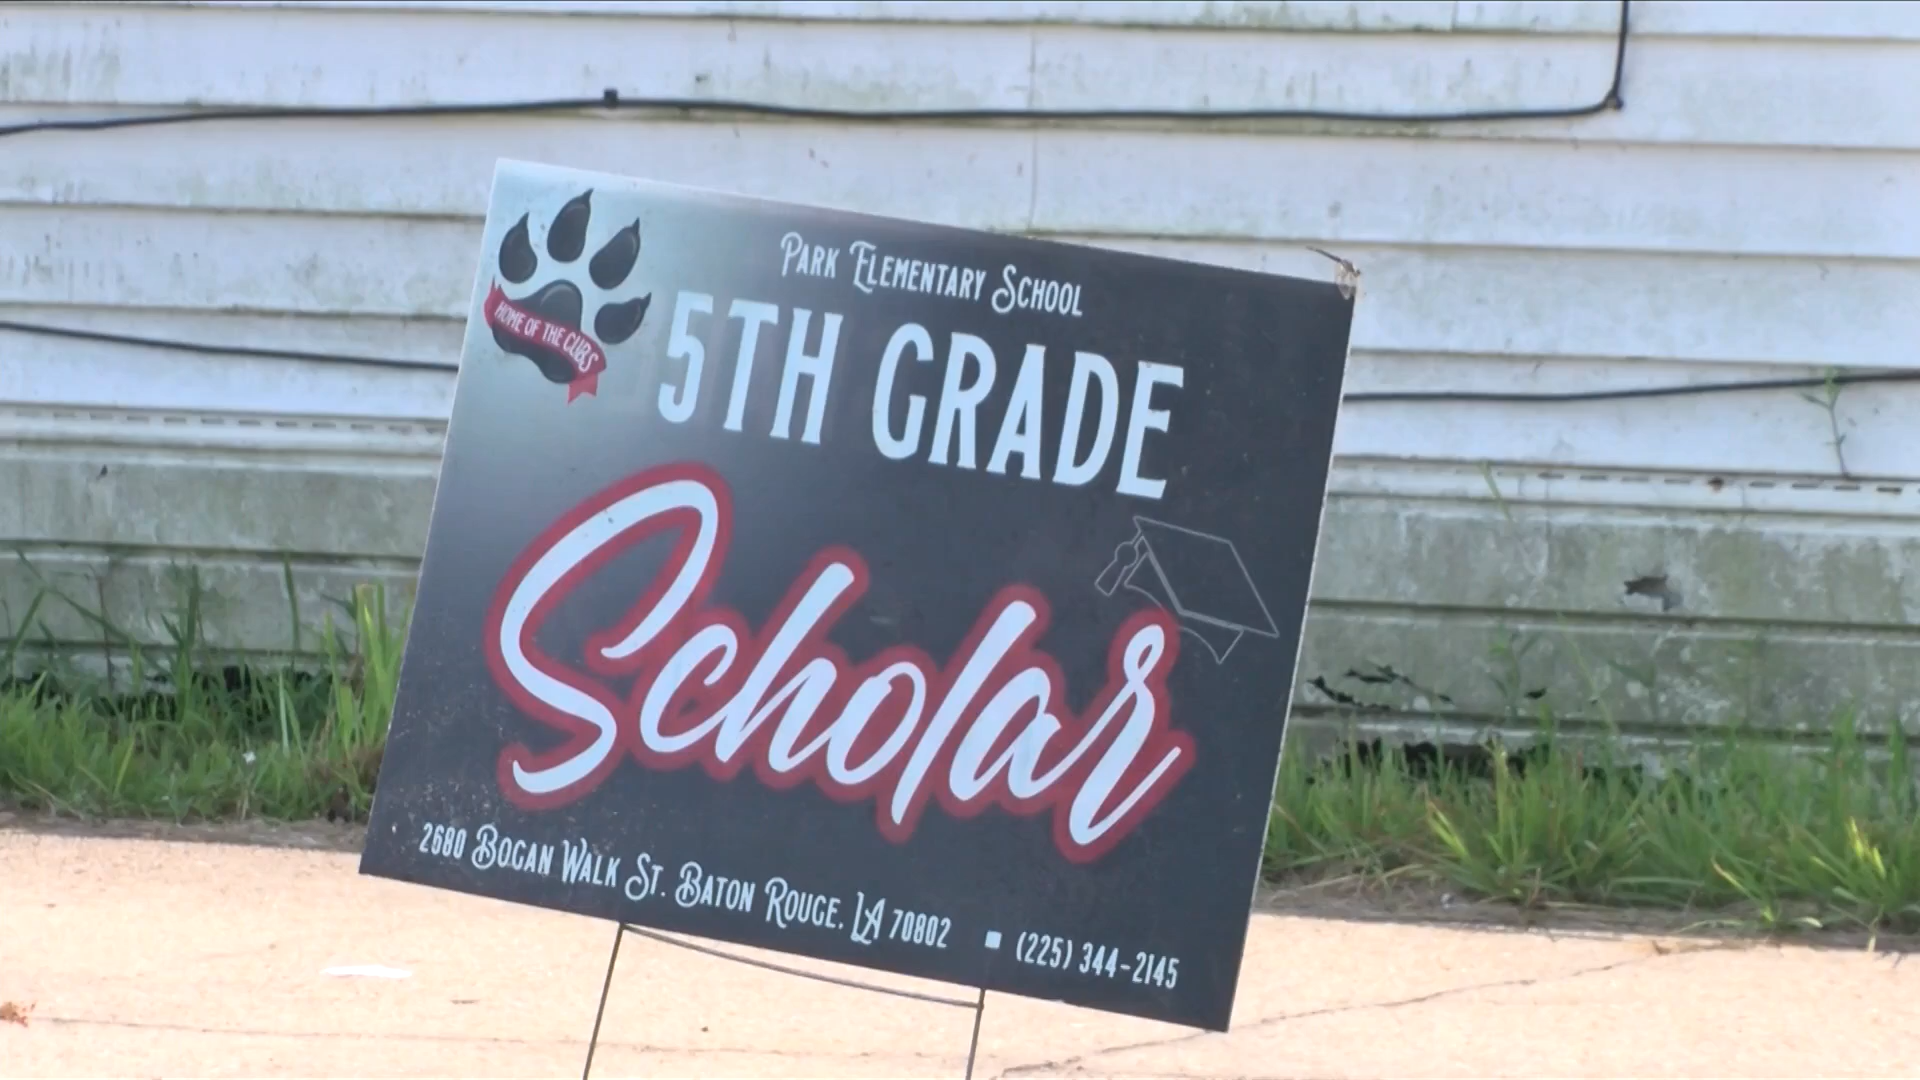 PARK ELEMENTARY SCHOOL
HOME OF THE CUBS
5TH GRADE
Scholar
2680 BOGAN WALK ST. BATON ROUGE, LA 70802 ▪ (225) 344-2145